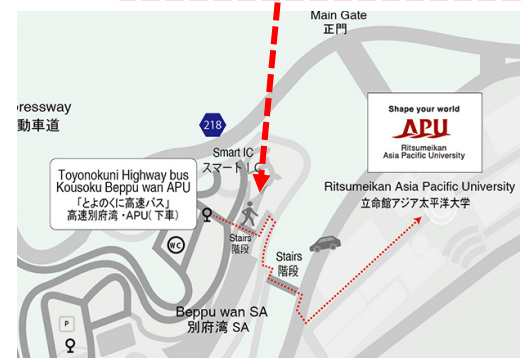 Main Gate
正門
pressway
動車道
218
Shape your world
APU
Ritsumeikan
Asia Pacific University
Smart IC
スマートIC
Toyonokuni Highway bus
Kousoku Beppu wan APU
「とよのくに高速バス」
高速別府湾・APU(下車)
Ritsumeikan Asia Pacific University
立命館アジア太平洋大学
WC
Stairs
階段
Stairs
階段
Beppu wan SA
別府湾 SA
P